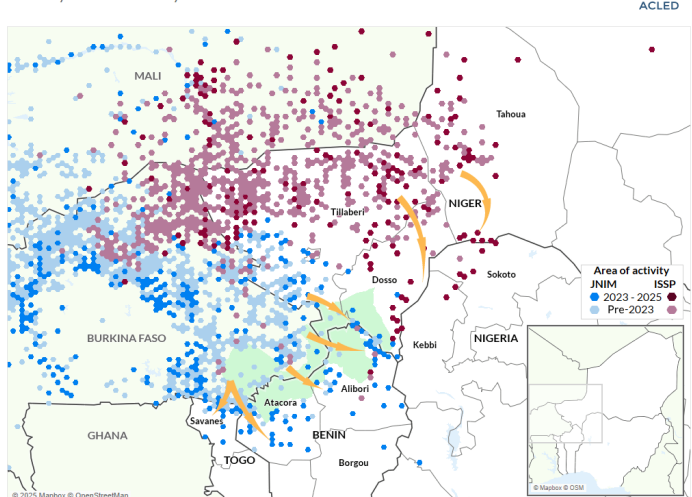 ACLED
MALI
Tahoua
NIGER
Tillaberi
Dosso
Sokoto
Area of activity
JNIM ISSP
2023 - 2025
Pre-2023
BURKINA FASO
Kebbi
NIGERIA
Alibori
Atacora
Savanes
GHANA
BENIN
TOGO
Borgou
© Mapbox © OSM
© 2025 Mapbox © OpenStreetMap